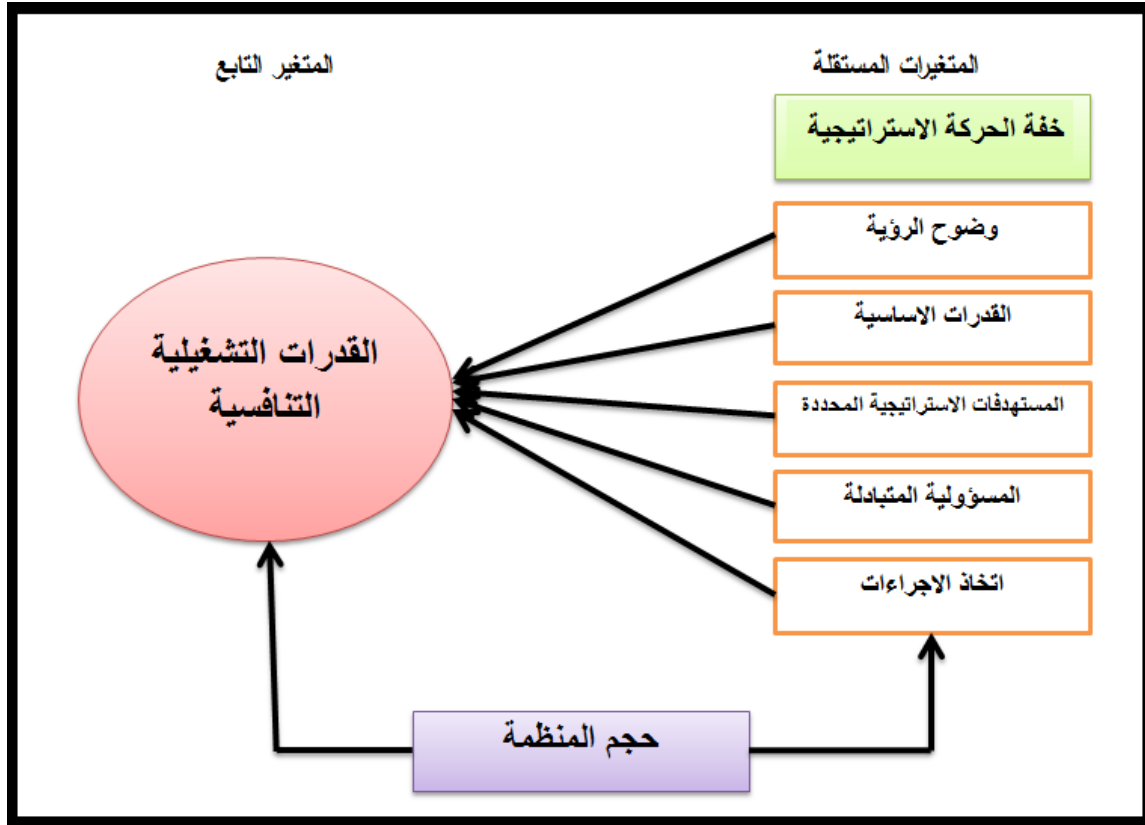 المتغيرات المستقلة
المتغير التابع
خفة الحركة الاستراتيجية
وضوح الرؤية
القدرات الاساسية
المستهدفات الاستراتيجية المحددة
المسؤولية المتبادلة
اتخاذ الاجراءات
القدرات التشغيلية
التنافسية
حجم المنظمة